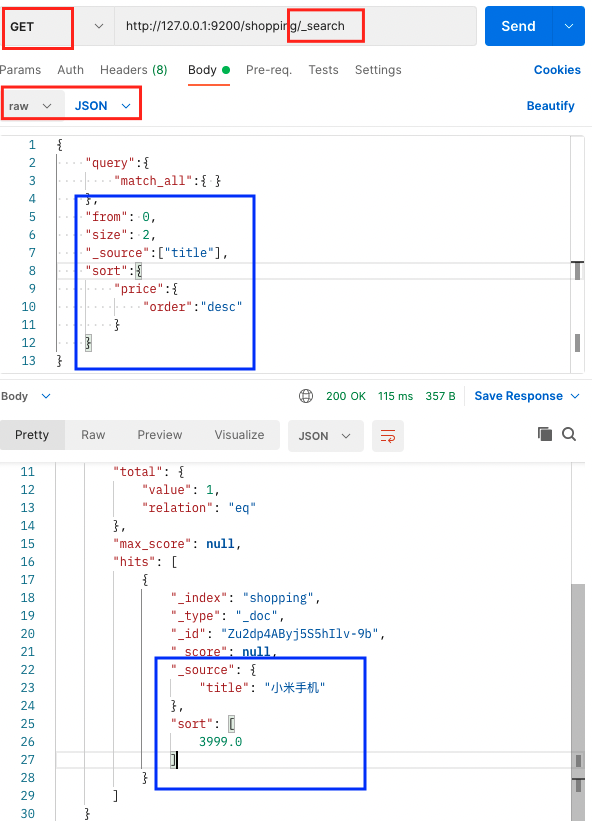 GET http://127.0.0.1:9200/shopping/_search Send
Params Auth Headers (8) Body Pre-req. Tests Settings Cookies
raw JSON Beautify
1 {
2 "query":{
3 "match_all":{ }
4 },
5 "from": 0,
6 "size": 2,
7 "_source":["title"],
8 "sort":{
9 "price":{
10 "order":"desc"
11 }
12 }
13 }
Body 200 OK 115 ms 357 B Save Response
Pretty Raw Preview Visualize JSON
11 "total": {
12 "value": 1,
13 "relation": "eq"
14 },
15 "max_score": null,
16 "hits": [
17 {
18 "_index": "shopping",
19 "_type": "_doc",
20 "_id": "Zu2dp4AByj5S5hIlv-9b",
21 "_score": null,
22 "_source": {
23 "title": "小米手机"
24 },
25 "sort": [
26 3999.0
27 ]
28 }
29 ]
30 }